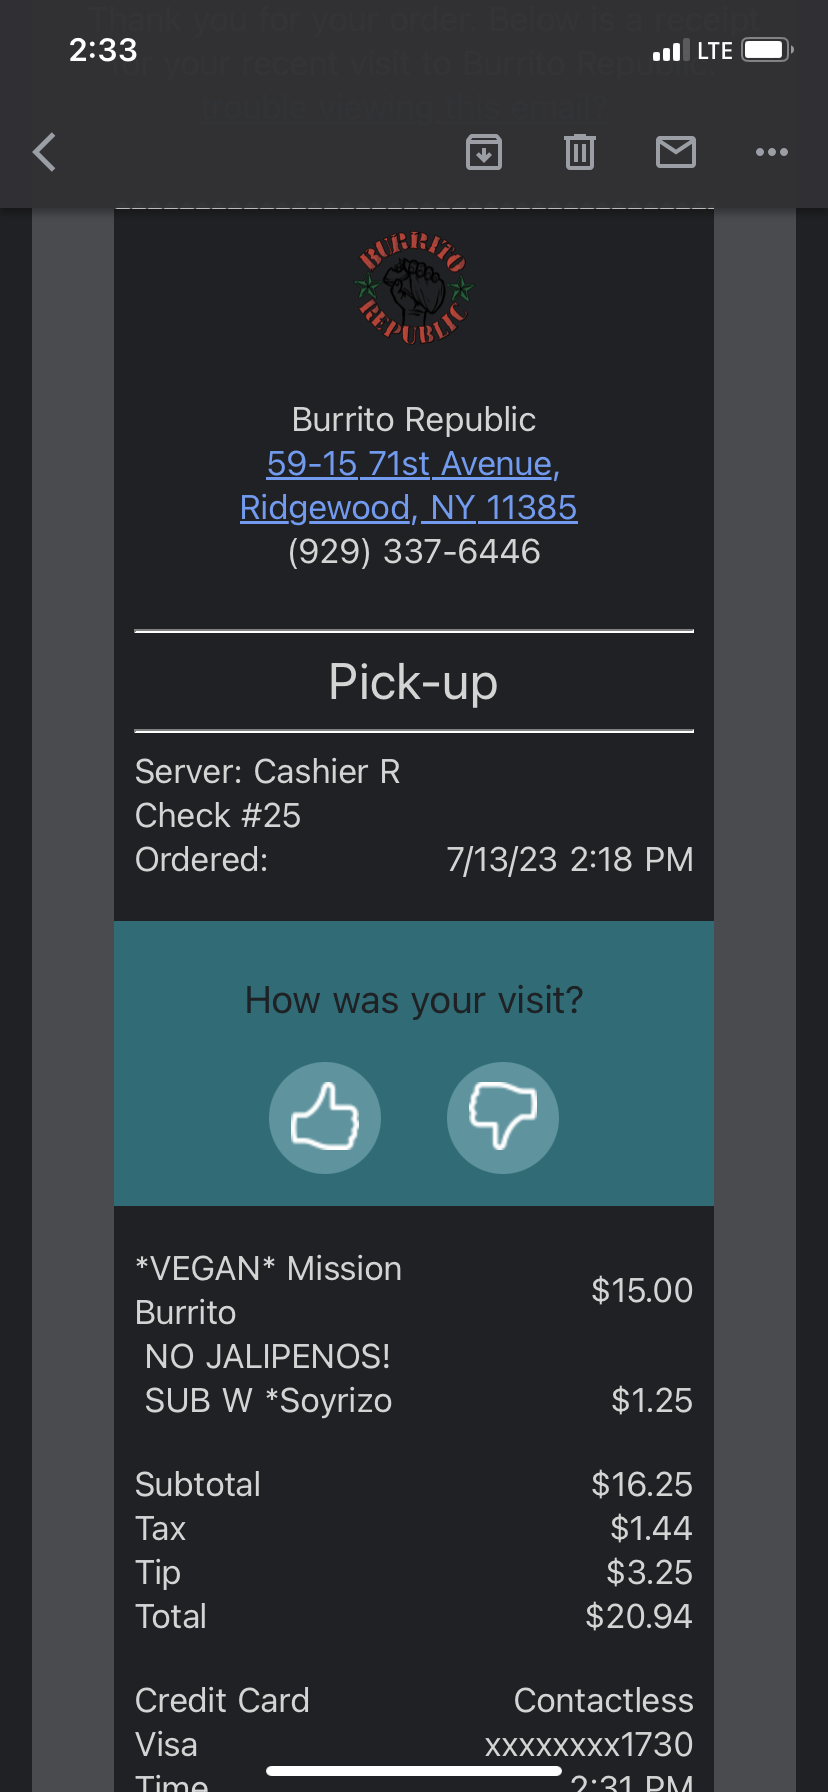 Thank you for your order. Below is a receipt
for your recent visit to Burrito Republic
trouble viewing this email?
2:33
LTE
BURRITO
REPUBLIC
Burrito Republic
59-15 71st Avenue,
Ridgewood, NY 11385
(929) 337-6446
Pick-up
Server: Cashier R
Check #25
Ordered: 7/13/23 2:18 PM
How was your visit?
*VEGAN* Mission
Burrito $15.00
NO JALIPENOS!
SUB W *Soyrizo $1.25
Subtotal $16.25
Tax $1.44
Tip $3.25
Total $20.94
Credit Card Contactless
Visa xxxxxxxx1730
Time 2:31 PM